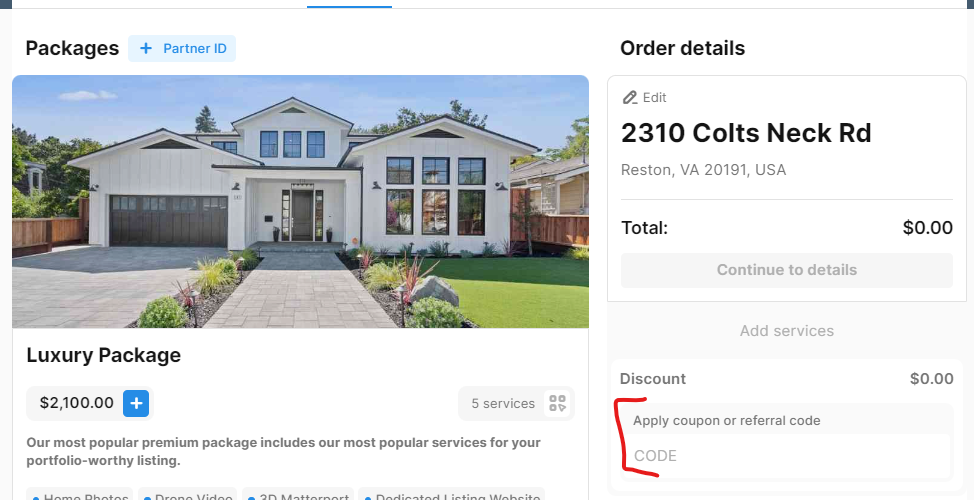 Packages
+ Partner ID
Luxury Package
$2,100.00 +
5 services
Our most popular premium package includes our most popular services for your
portfolio-worthy listing.
Home Photos
Drone Video
3D Matterport
Dedicated Listing Website
Order details
Edit
2310 Colts Neck Rd
Reston, VA 20191, USA
Total: $0.00
Continue to details
Add services
Discount $0.00
Apply coupon or referral code
CODE